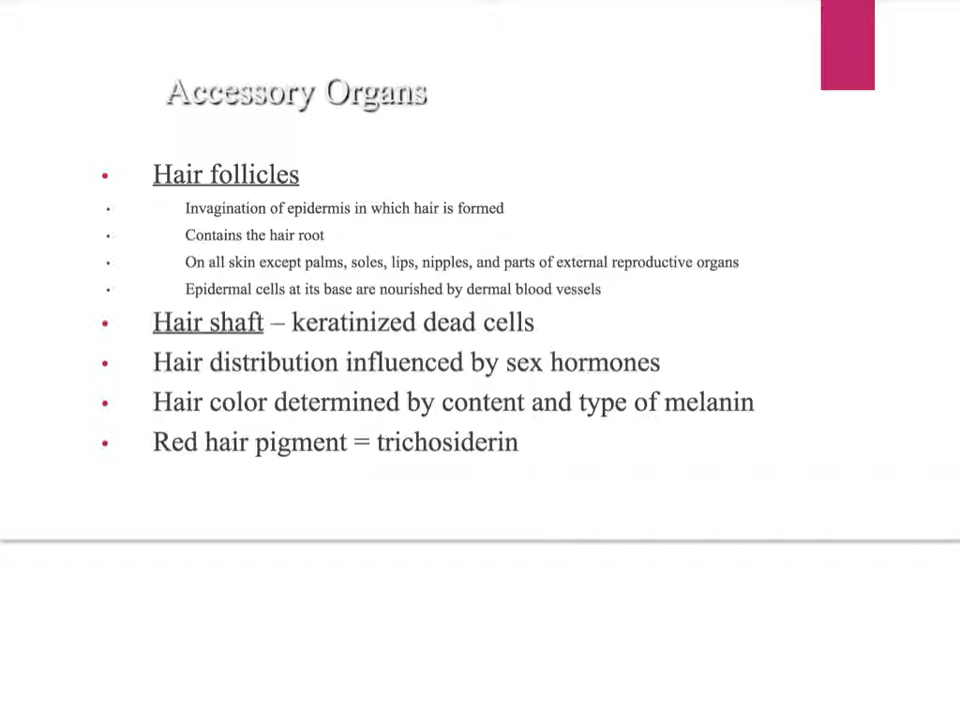 Accessory Organs
• Hair follicles
• Invagination of epidermis in which hair is formed
• Contains the hair root
• On all skin except palms, soles, lips, nipples, and parts of external reproductive organs
• Epidermal cells at its base are nourished by dermal blood vessels
• Hair shaft – keratinized dead cells
• Hair distribution influenced by sex hormones
• Hair color determined by content and type of melanin
• Red hair pigment = trichosiderin